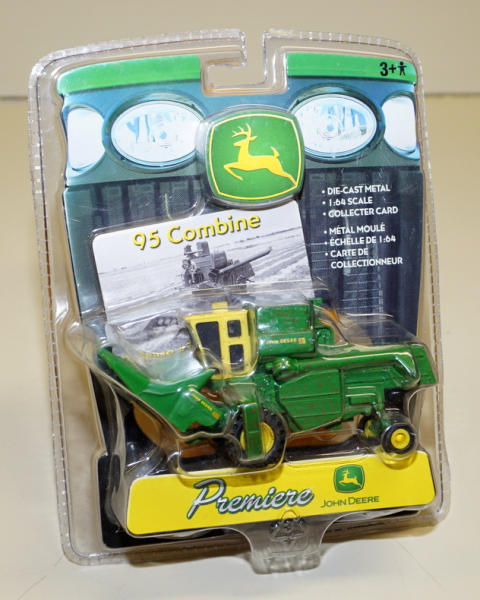 3+
• DIE-CAST METAL
• 1:64 SCALE
• COLLECTER CARD
• MÉTAL MOULÉ
• ÉCHELLE DE 1:64
• CARTE DE
COLLECTIONNEUR
95 Combine
JOHN DEERE
Premiere
JOHN DEERE